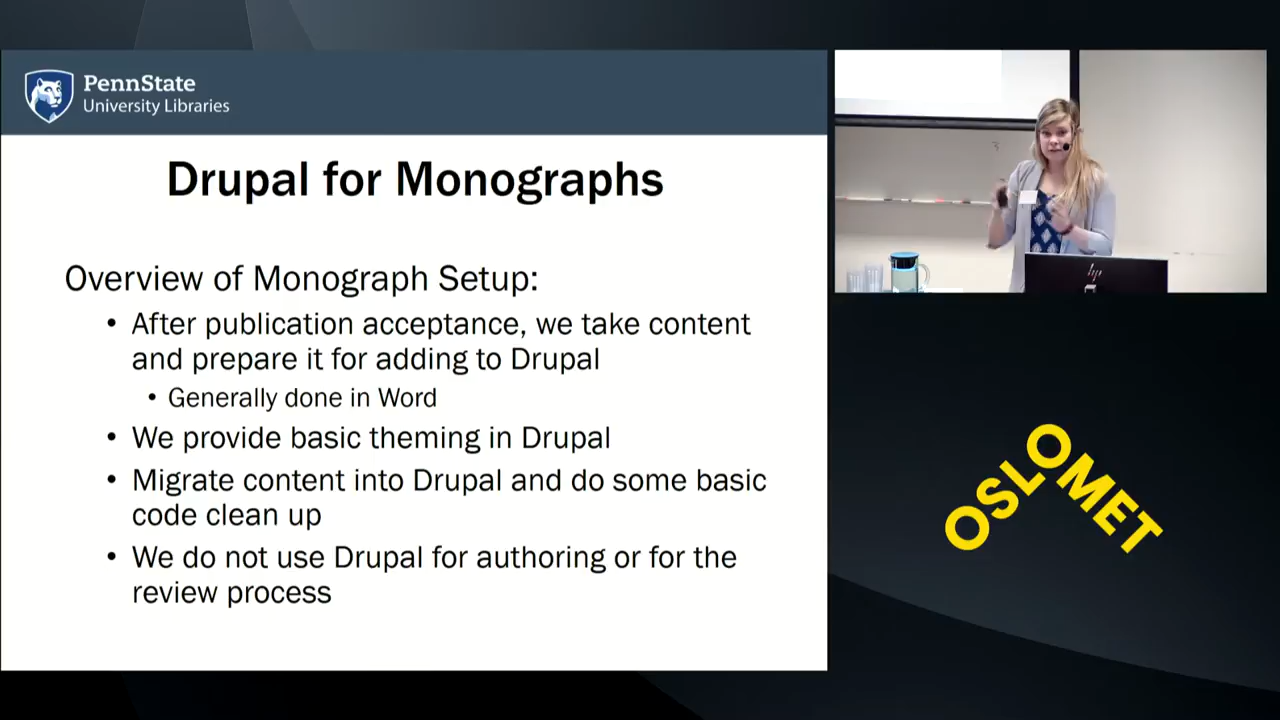 PennState
University Libraries
Drupal for Monographs
Overview of Monograph Setup:
• After publication acceptance, we take content
and prepare it for adding to Drupal
• Generally done in Word
• We provide basic theming in Drupal
• Migrate content into Drupal and do some basic
code clean up
• We do not use Drupal for authoring or for the
review process
hp
OSLOMET